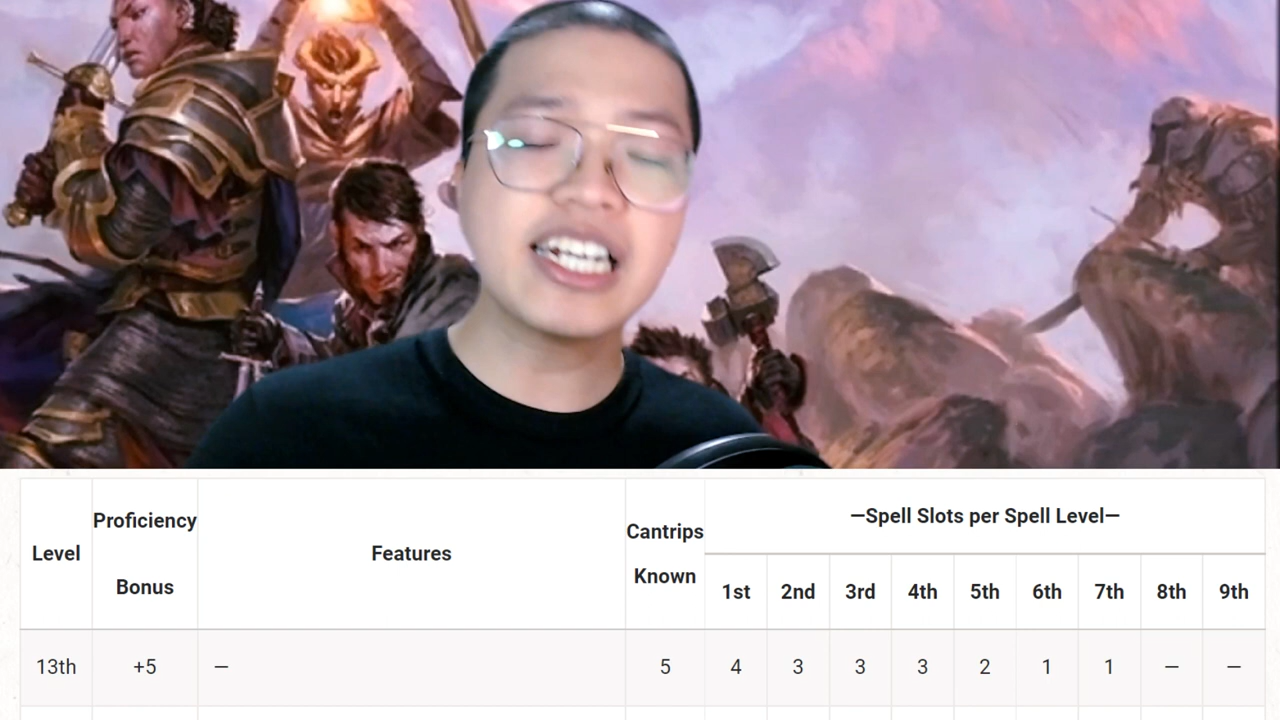 Level
Proficiency
Bonus
Features
Cantrips
Known
—Spell Slots per Spell Level—
1st 2nd 3rd 4th 5th 6th 7th 8th 9th
13th +5 — 5 4 3 3 3 2 1 1 — —